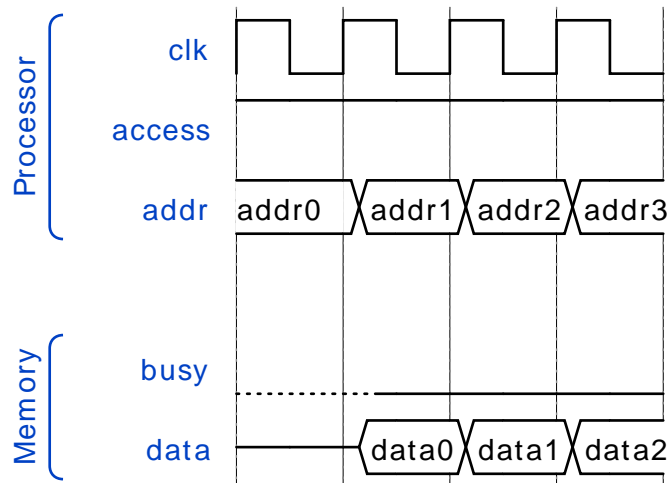 Processor
clk
access
addr
addr0 addr1 addr2 addr3
Memory
busy
data
data0 data1 data2